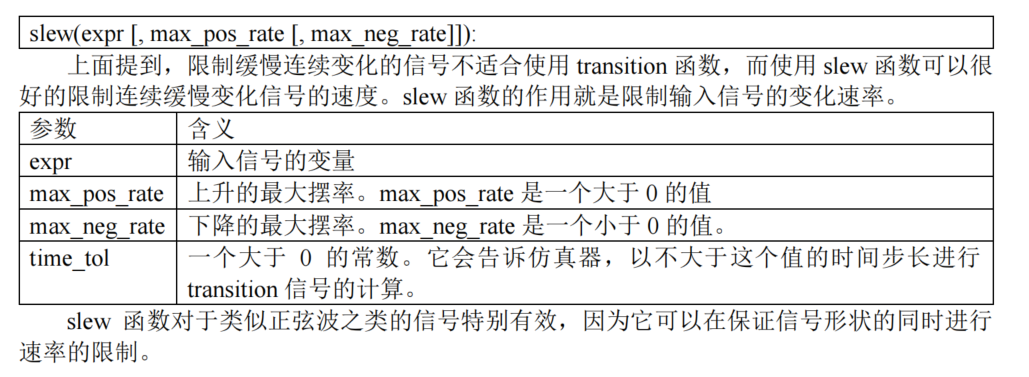 slew(expr [, max_pos_rate [, max_neg_rate]]):
上面提到，限制缓慢连续变化的信号不适合使用 transition 函数，而使用 slew 函数可以很
好的限制连续缓慢变化信号的速度。slew 函数的作用就是限制输入信号的变化速率。
参数 含义
expr 输入信号的变量
max_pos_rate 上升的最大摆率。max_pos_rate 是一个大于 0 的值
max_neg_rate 下降的最大摆率。max_neg_rate 是一个小于 0 的值。
time_tol 一个大于 0 的常数。它会告诉仿真器，以不大于这个值的时间步长进行
transition 信号的计算。
slew 函数对于类似正弦波之类的信号特别有效，因为它可以在保证信号形状的同时进行
速率的限制。